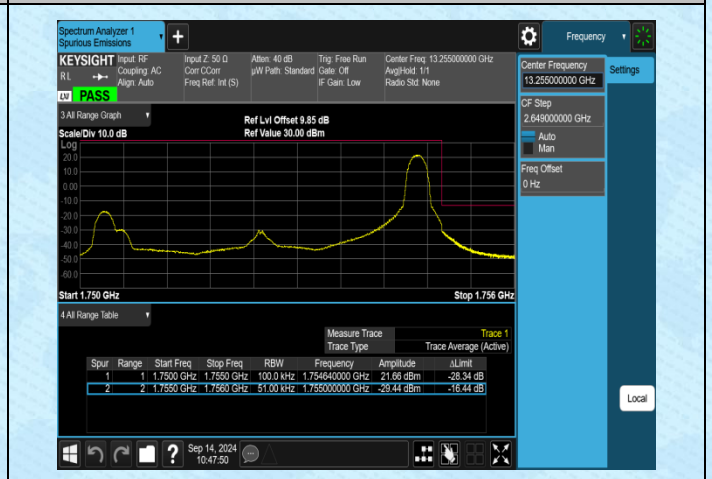 Spectrum Analyzer 1
Spurious Emissions
Frequency
KEYSIGHT Input: RF Input Z: 50 Ω Atten: 40 dB Trig: Free Run Center Freq: 13.255000000 GHz
RL Coupling: AC Corr CCorr µW Path: Standard Gate: Off Avg|Hold: 1/1
Align: Auto Freq Ref: Int (S) IF Gain: Low Radio Std: None
LXI PASS
Center Frequency
13.255000000 GHz
Settings
CF Step
2.649000000 GHz
Auto
Man
Freq Offset
0 Hz
3 All Range Graph
Ref Lvl Offset 9.85 dB
Scale/Div 10.0 dB Ref Value 30.00 dBm
Log
20.0
10.0
0.00
-10.0
-20.0
-30.0
-40.0
-50.0
-60.0
Start 1.750 GHz Stop 1.756 GHz
4 All Range Table
Measure Trace Trace 1
Trace Type Trace Average (Active)
Spur Range Start Freq Stop Freq RBW Frequency Amplitude ΔLimit
1 1 1.7500 GHz 1.7550 GHz 100.0 kHz 1.754640000 GHz 21.66 dBm -28.34 dB
2 2 1.7550 GHz 1.7560 GHz 51.00 kHz 1.755000000 GHz -29.44 dBm -16.44 dB
Local
Sep 14, 2024
10:47:50